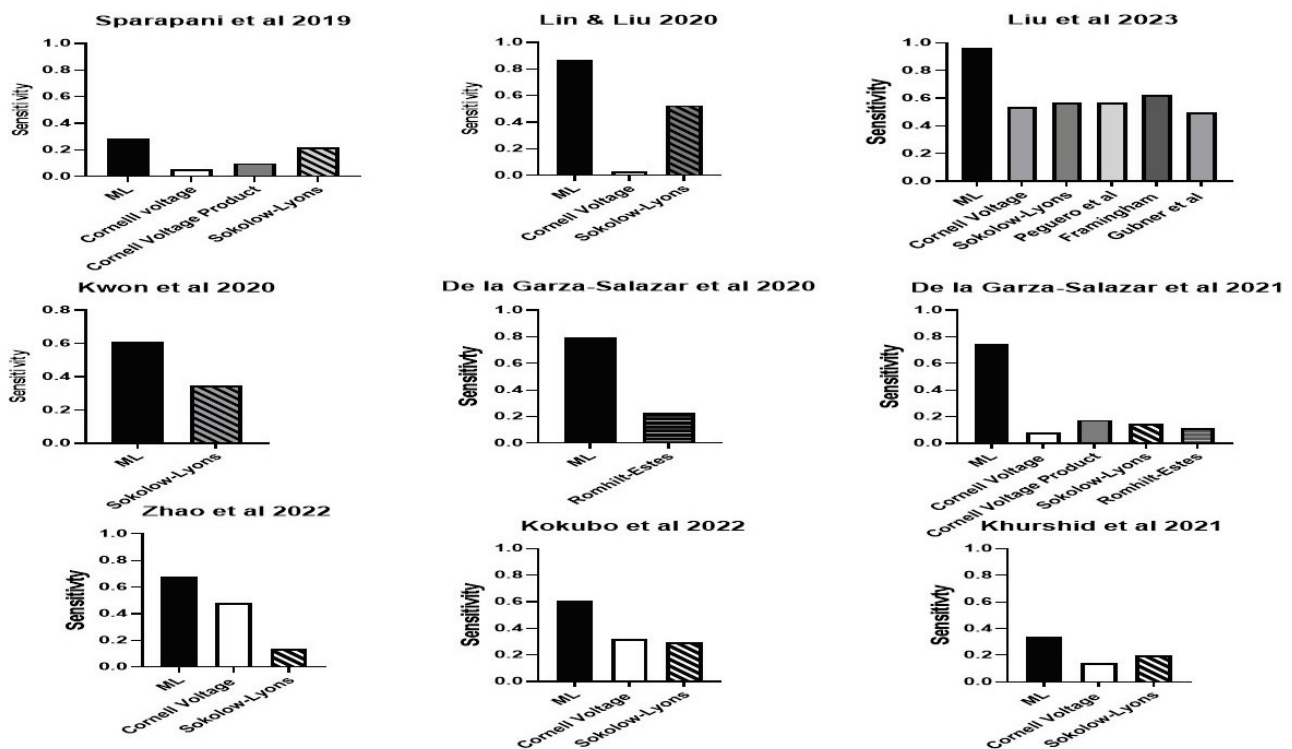 Sparapani et al 2019
Sensitivity
1.0
0.8
0.6
0.4
0.2
0.0
ML
Cornelll voltage
Cornell Voltage Product
Sokolow-Lyons
Lin & Liu 2020
Sensitivity
1.0
0.8
0.6
0.4
0.2
0.0
ML
Cornell Voltage
Sokolow-Lyons
Liu et al 2023
Sensitivity
1.0
0.8
0.6
0.4
0.2
0.0
ML
Cornell Voltage
Sokolow-Lyons
Peguero et al
Framingham
Gubner et al
Kwon et al 2020
Sensitivity
0.8
0.6
0.4
0.2
0.0
ML
Sokolow-Lyons
De la Garza-Salazar et al 2020
Sensitivty
1.0
0.8
0.6
0.4
0.2
0.0
ML
Romhilt-Estes
De la Garza-Salazar et al 2021
Sensitivty
1.0
0.8
0.6
0.4
0.2
0.0
ML
Cornell Voltage
Cornell Voltage Product
Sokolow-Lyons
Romhilt-Estes
Zhao et al 2022
Sensitivty
1.0
0.8
0.6
0.4
0.2
0.0
ML
Cornell Voltage
Sokolow-Lyons
Kokubo et al 2022
Sensitivty
1.0
0.8
0.6
0.4
0.2
0.0
ML
Cornell Voltage
Sokolow-Lyons
Khurshid et al 2021
Sensitivty
1.0
0.8
0.6
0.4
0.2
0.0
ML
Cornell Voltage
Sokolow-Lyons